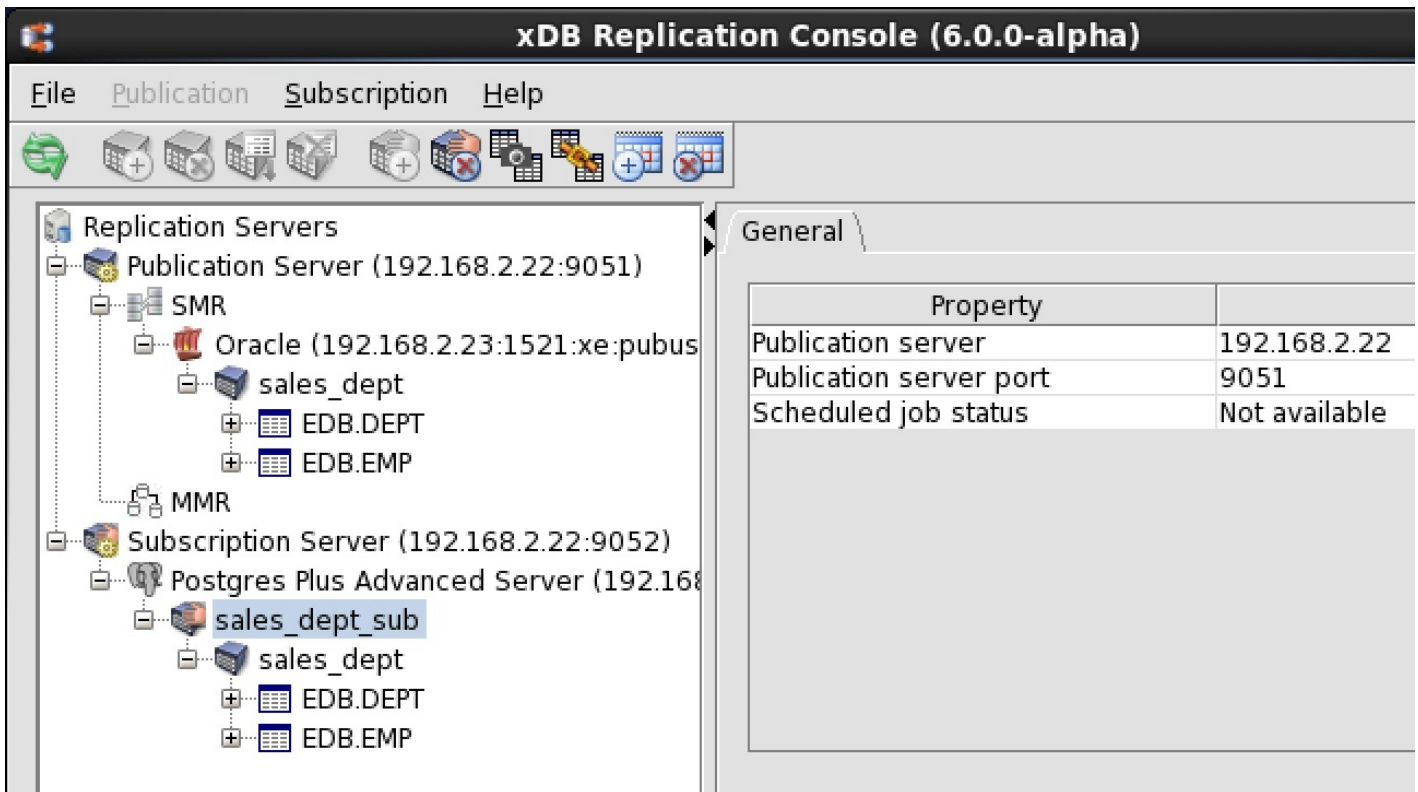 xDB Replication Console (6.0.0-alpha)
File Publication Subscription Help
Replication Servers
Publication Server (192.168.2.22:9051)
SMR
Oracle (192.168.2.23:1521:xe:pubus
sales_dept
EDB.DEPT
EDB.EMP
MMR
Subscription Server (192.168.2.22:9052)
Postgres Plus Advanced Server (192.168
sales_dept_sub
sales_dept
EDB.DEPT
EDB.EMP
General
Property
Publication server 192.168.2.22
Publication server port 9051
Scheduled job status Not available